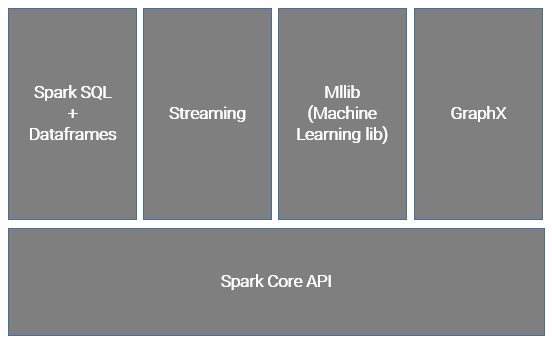 Spark SQL
+
Dataframes
Streaming
Mllib
(Machine
Learning lib)
GraphX
Spark Core API